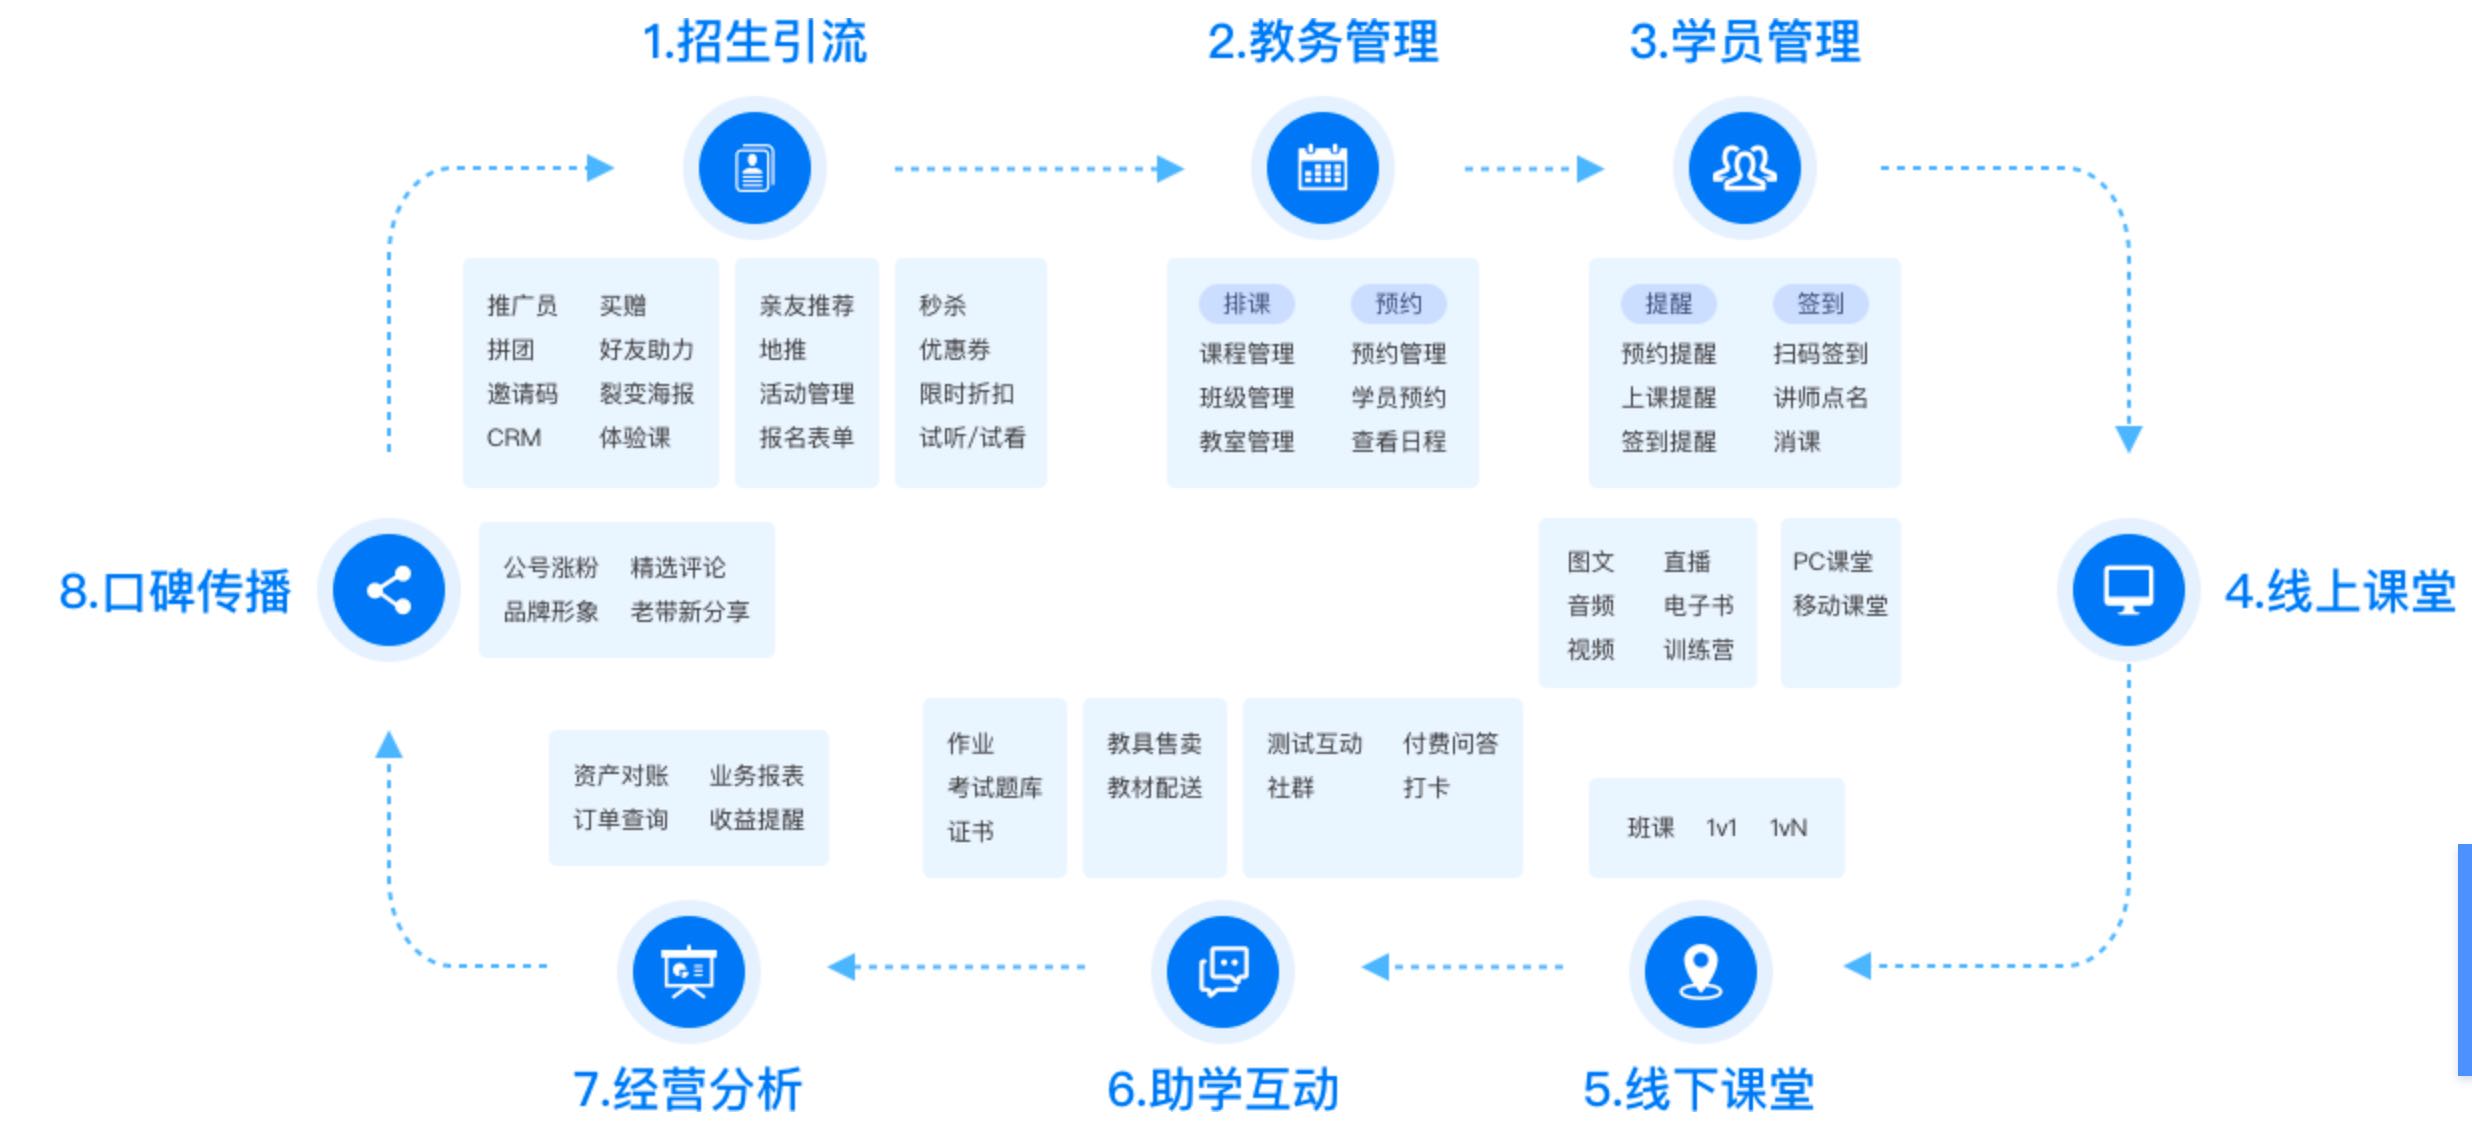 1.招生引流
2.教务管理
3.学员管理
推广员 买赠
拼团 好友助力
邀请码 裂变海报
CRM 体验课
亲友推荐
地推
活动管理
报名表单
秒杀
优惠券
限时折扣
试听/试看
排课 预约
课程管理 预约管理
班级管理 学员预约
教室管理 查看日程
提醒 签到
预约提醒 扫码签到
上课提醒 讲师点名
签到提醒 消课
8.口碑传播
公号涨粉 精选评论
品牌形象 老带新分享
图文 直播
音频 电子书
视频 训练营
PC课堂
移动课堂
4.线上课堂
资产对账 业务报表
订单查询 收益提醒
作业
考试题库
证书
教具售卖
教材配送
测试互动 付费问答
社群 打卡
班课 1v1 1vN
7.经营分析
6.助学互动
5.线下课堂